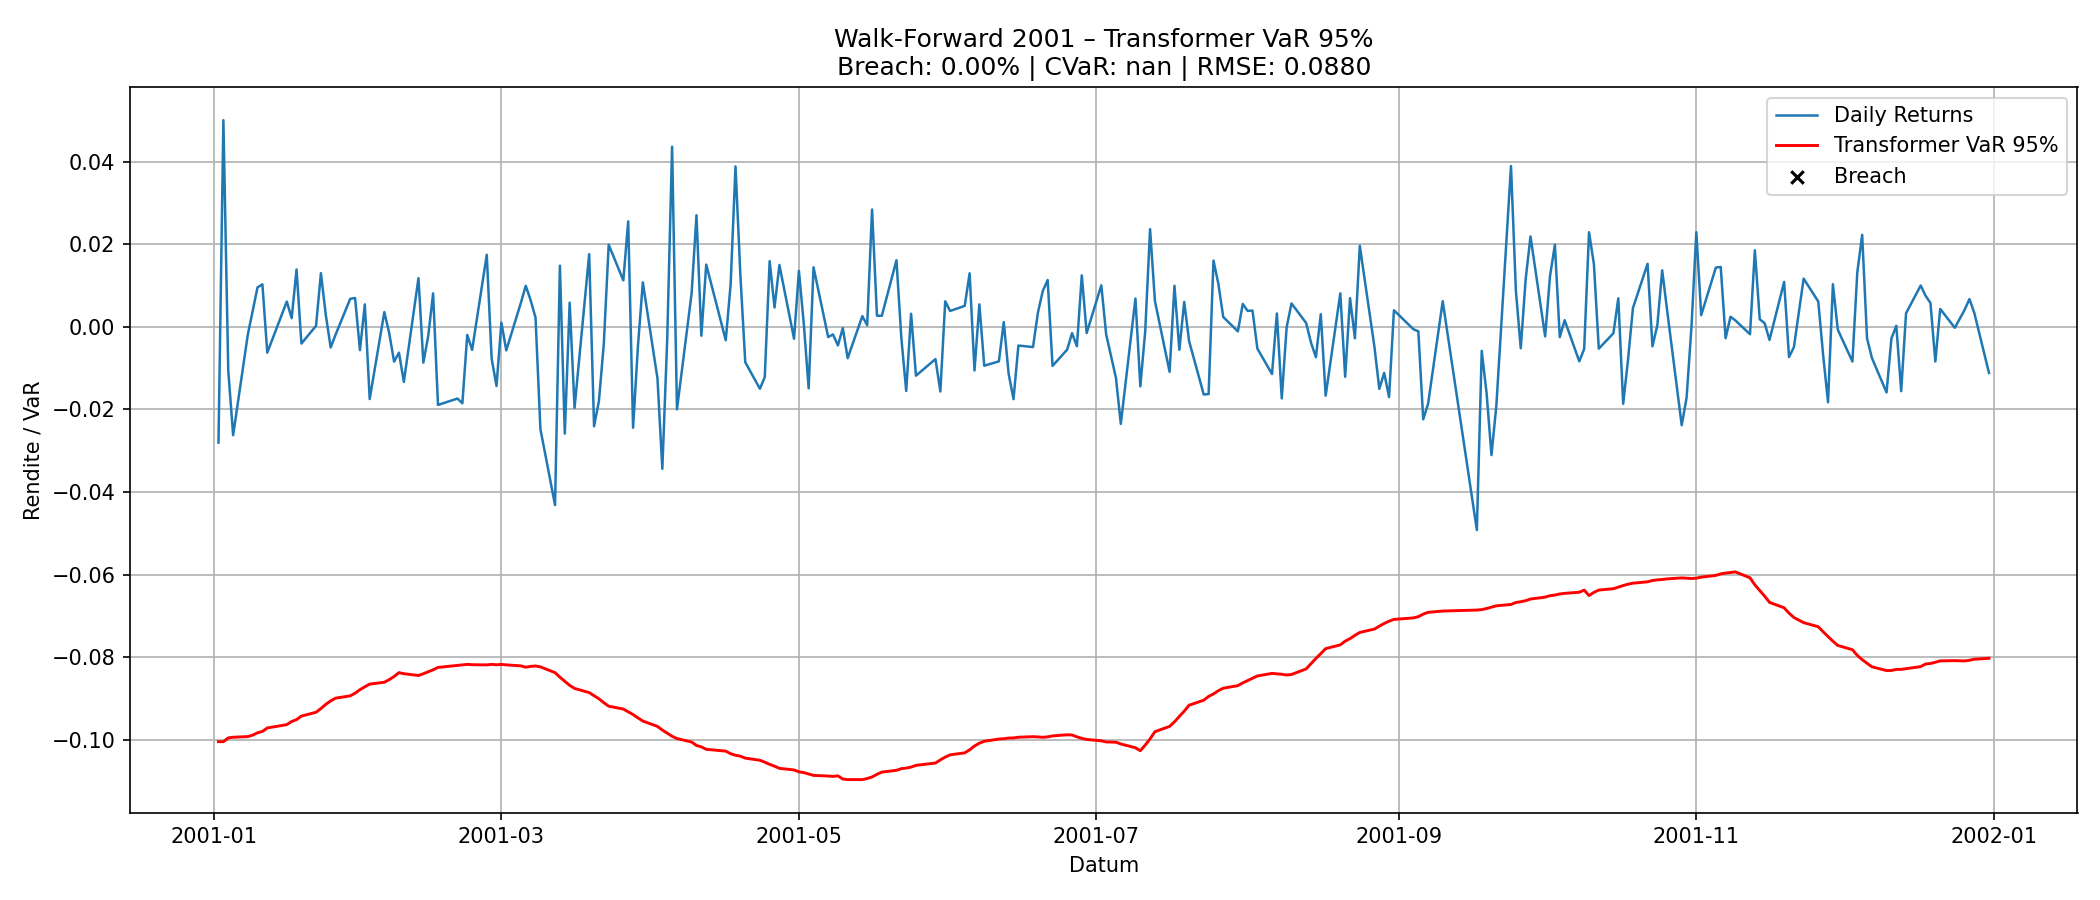 Walk-Forward 2001 – Transformer VaR 95%
Breach: 0.00% | CVaR: nan | RMSE: 0.0880
Daily Returns
Transformer VaR 95%
Breach
Rendite / VaR
0.04
0.02
0.00
−0.02
−0.04
−0.06
−0.08
−0.10
2001-01
2001-03
2001-05
2001-07
2001-09
2001-11
2002-01
Datum